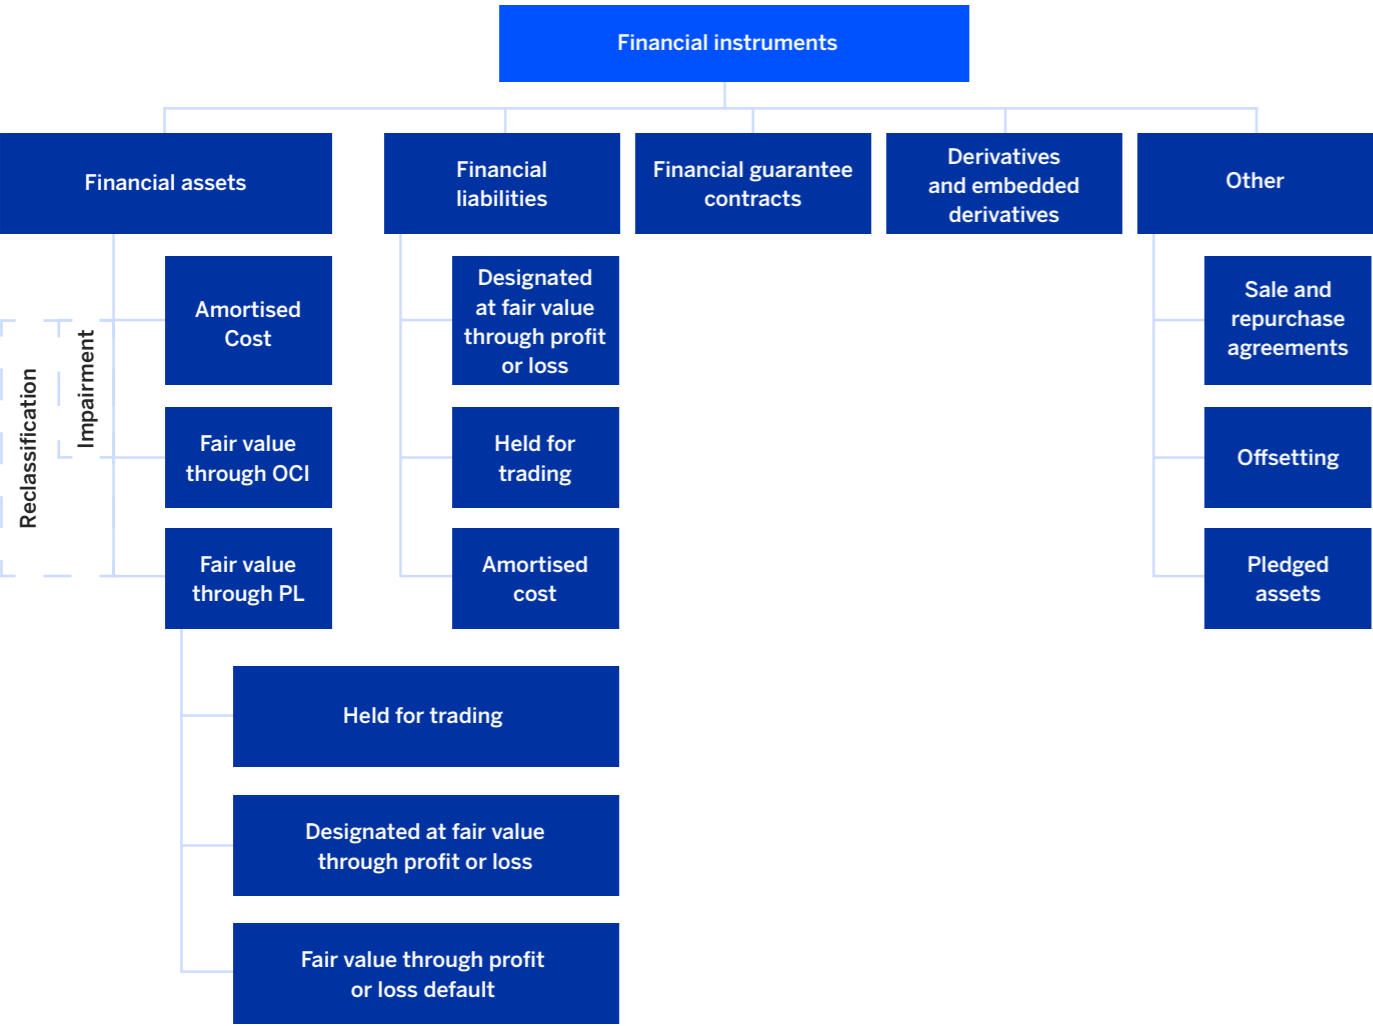 Financial instruments
Financial assets
Financial
liabilities
Financial guarantee
contracts
Derivatives
and embedded
derivatives
Other
Reclassification
Impairment
Amortised
Cost
Fair value
through OCI
Fair value
through PL
Held for trading
Designated at fair value
through profit or loss
Fair value through profit
or loss default
Designated
at fair value
through profit
or loss
Held for
trading
Amortised
cost
Sale and
repurchase
agreements
Offsetting
Pledged
assets